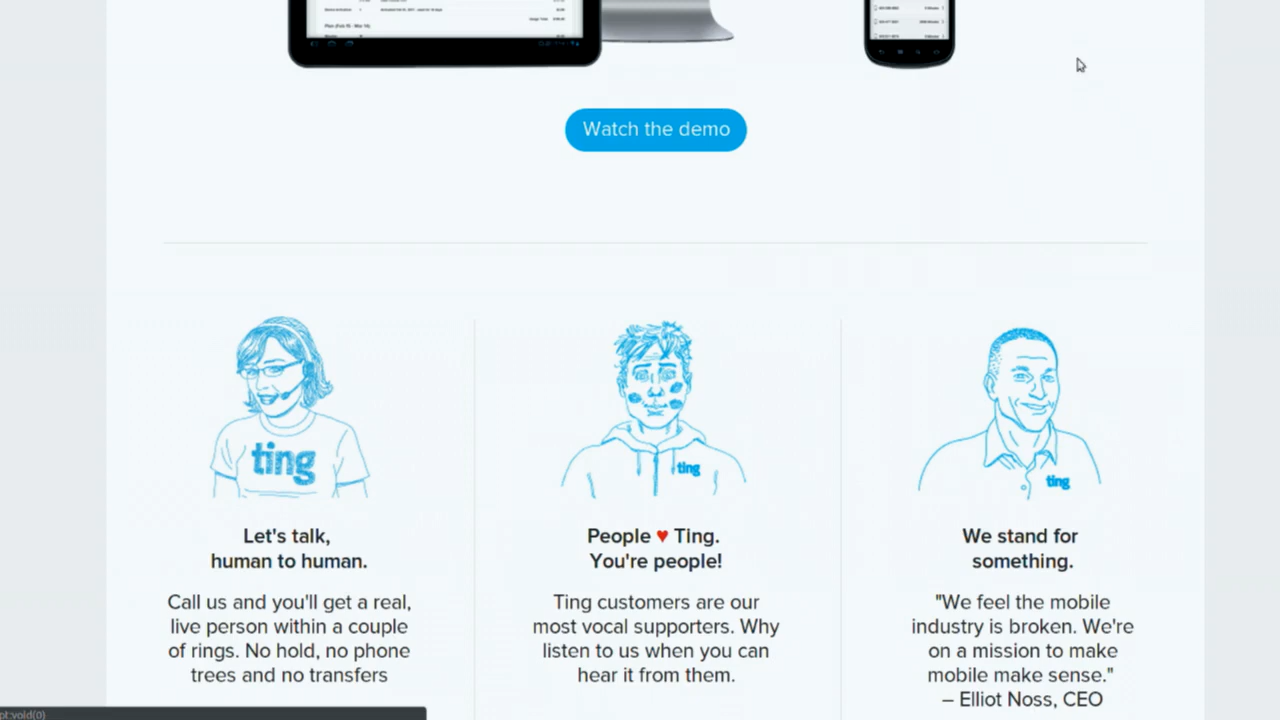 Watch the demo
ting
ting
ting
Let's talk,
human to human.
Call us and you'll get a real,
live person within a couple
of rings. No hold, no phone
trees and no transfers
People ♥ Ting.
You're people!
Ting customers are our
most vocal supporters. Why
listen to us when you can
hear it from them.
We stand for
something.
"We feel the mobile
industry is broken. We're
on a mission to make
mobile make sense."
– Elliot Noss, CEO
pt:void(0)